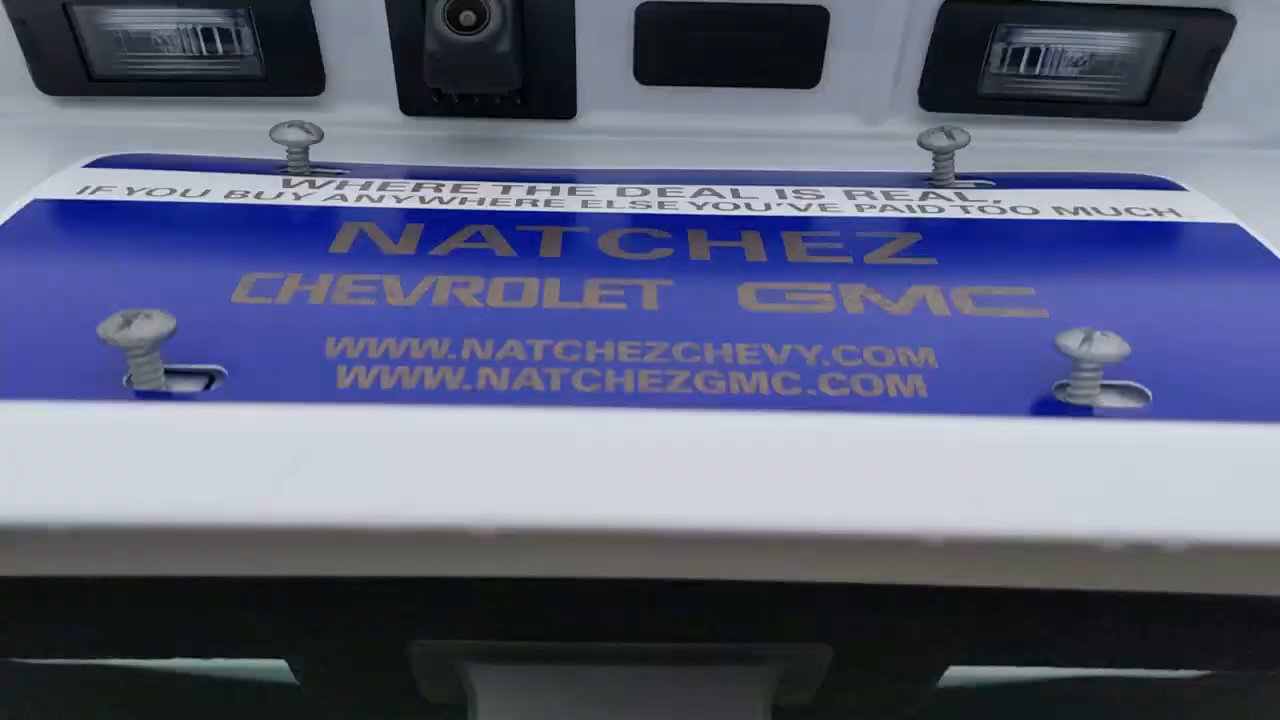 WHERE THE DEAL IS REAL,
IF YOU BUY ANYWHERE ELSE YOU'VE PAID TOO MUCH.
NATCHEZ
CHEVROLET GMC
WWW.NATCHEZCHEVY.COM
WWW.NATCHEZGMC.COM